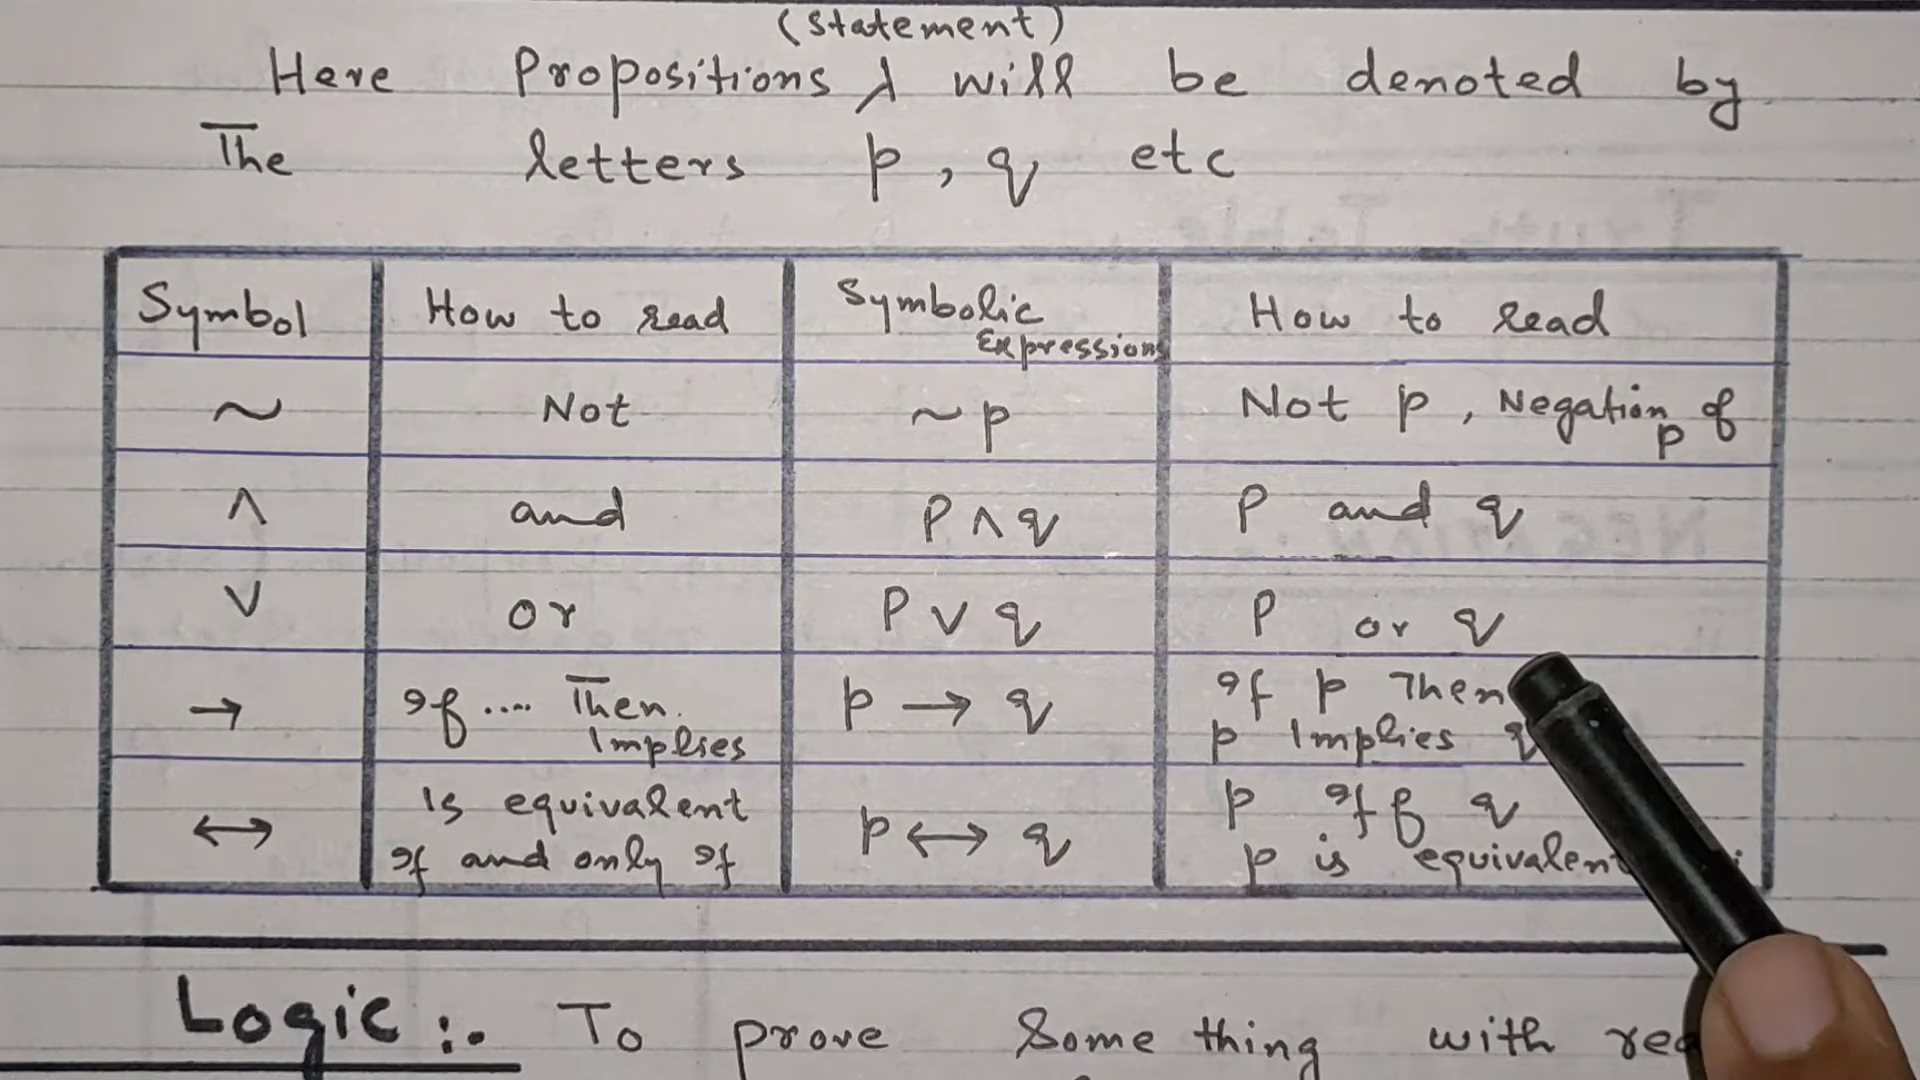 (statement)
Here Propositions ⅄ will be denoted by
The letters p, q etc
Symbol How to read Symbolic Expressions How to read
~ Not ~p Not p, Negation of p
∧ and P ∧ q P and q
∨ or P ∨ q P or q
→ If .... Then. Implies p → q If p Then
p Implies q
↔ Is equivalent p ↔ q p iff q
If and only if p is equivalent
Logic :- To prove Something with